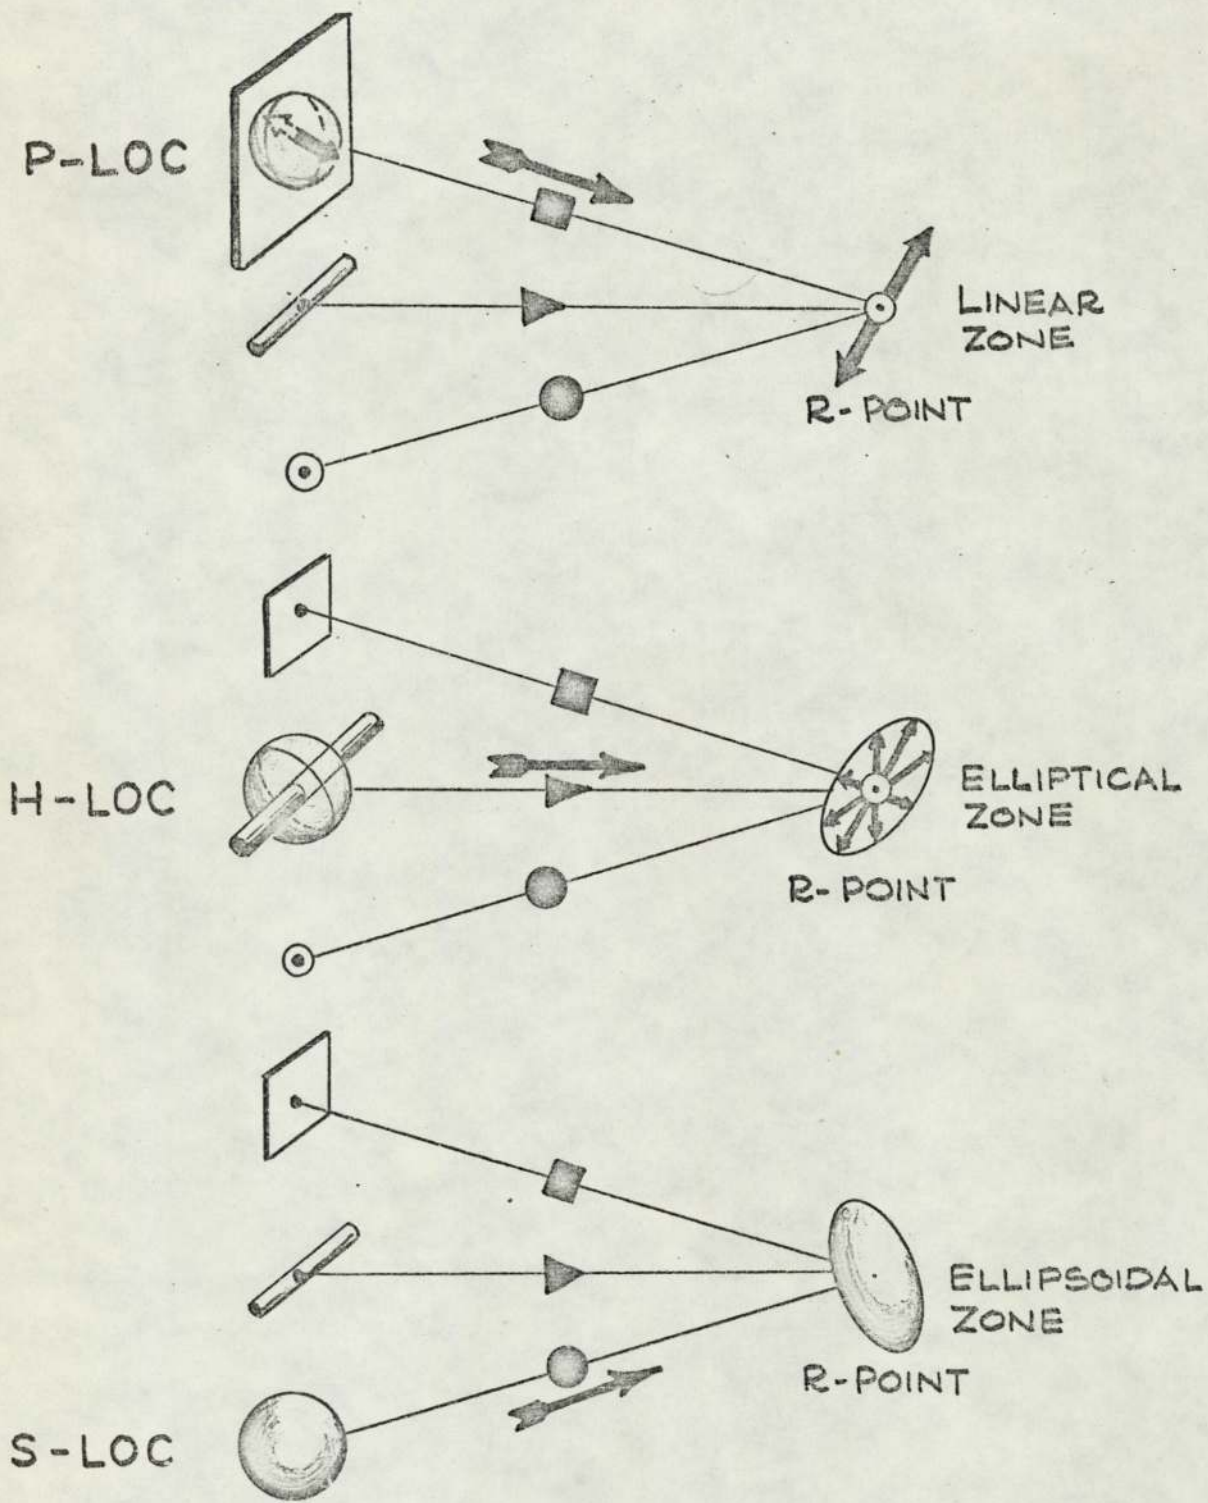 P-LOC
LINEAR
ZONE
R-POINT
H-LOC
ELLIPTICAL
ZONE
R-POINT
ELLIPSOIDAL
ZONE
R-POINT
S-LOC